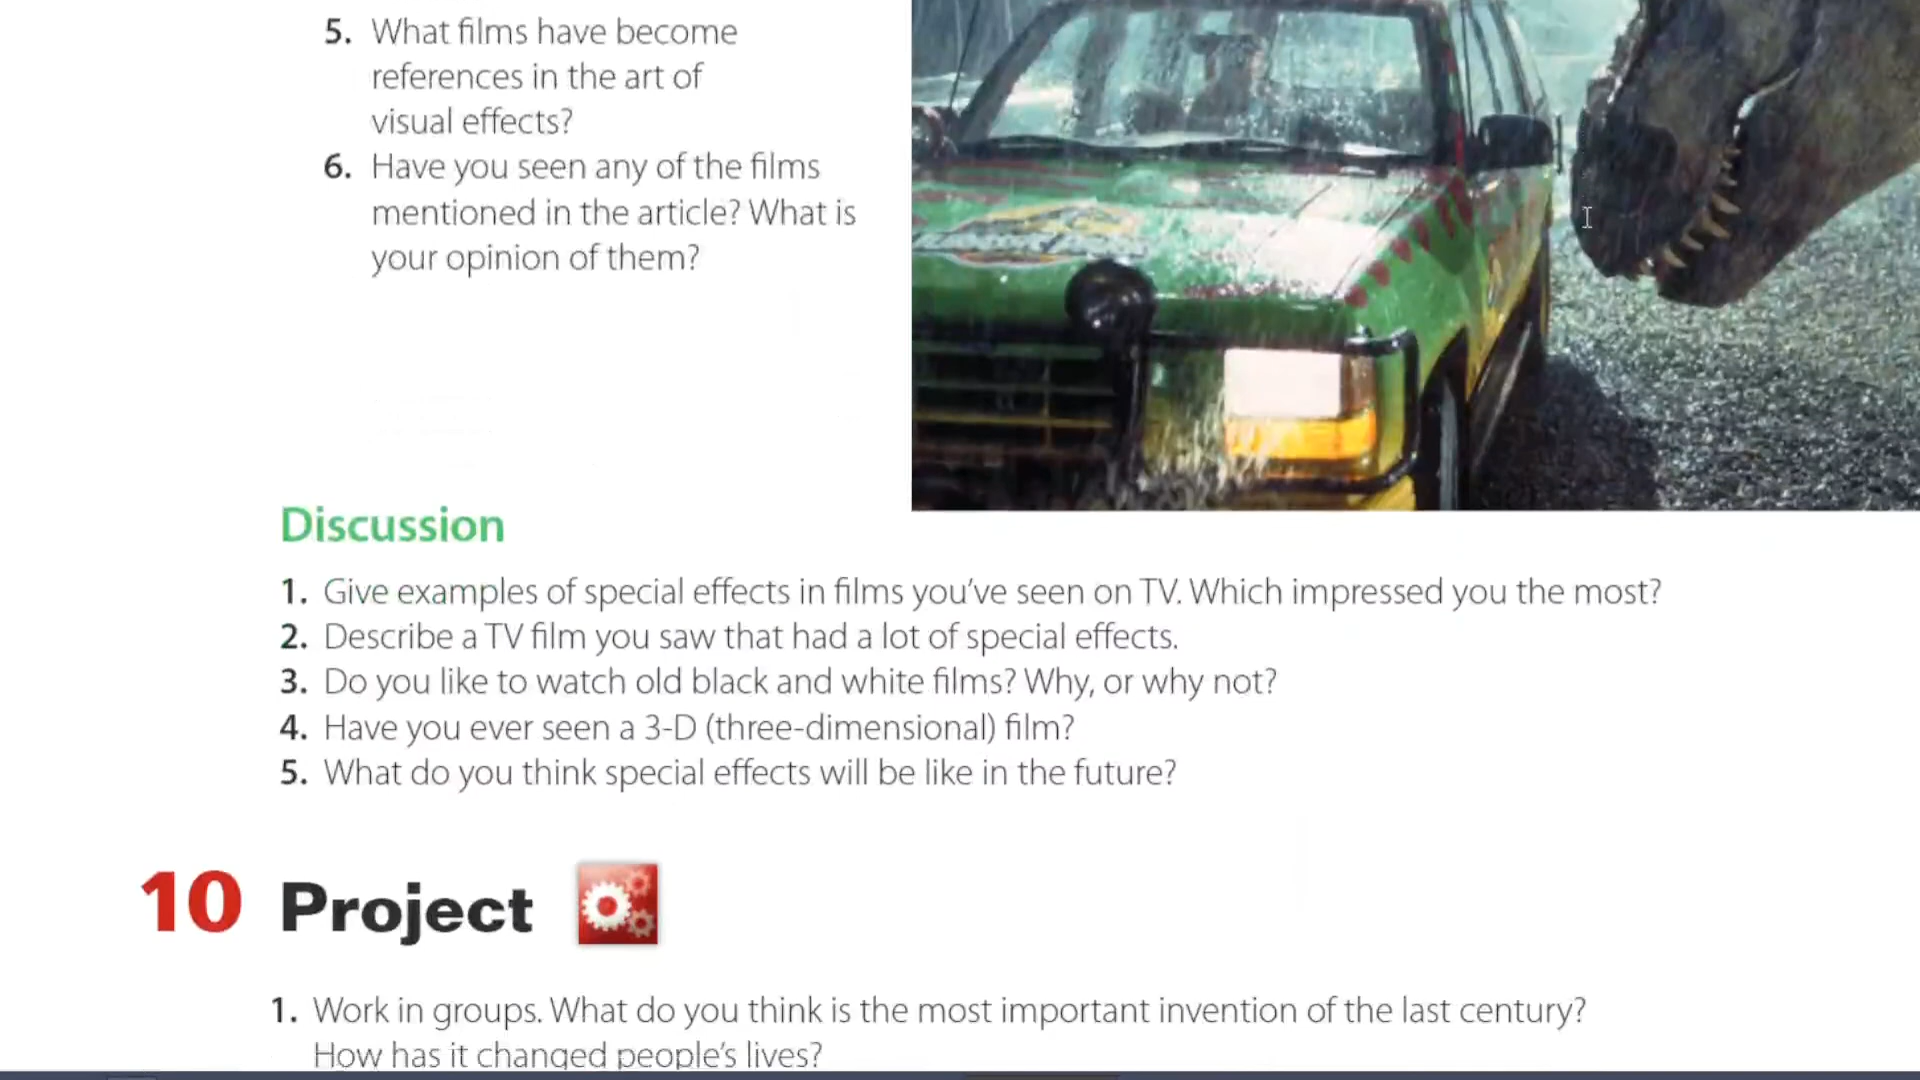 5. What films have become
references in the art of
visual effects?
6. Have you seen any of the films
mentioned in the article? What is
your opinion of them?
Discussion
1. Give examples of special effects in films you've seen on TV. Which impressed you the most?
2. Describe a TV film you saw that had a lot of special effects.
3. Do you like to watch old black and white films? Why, or why not?
4. Have you ever seen a 3-D (three-dimensional) film?
5. What do you think special effects will be like in the future?
10 Project
1. Work in groups. What do you think is the most important invention of the last century?
How has it changed people's lives?